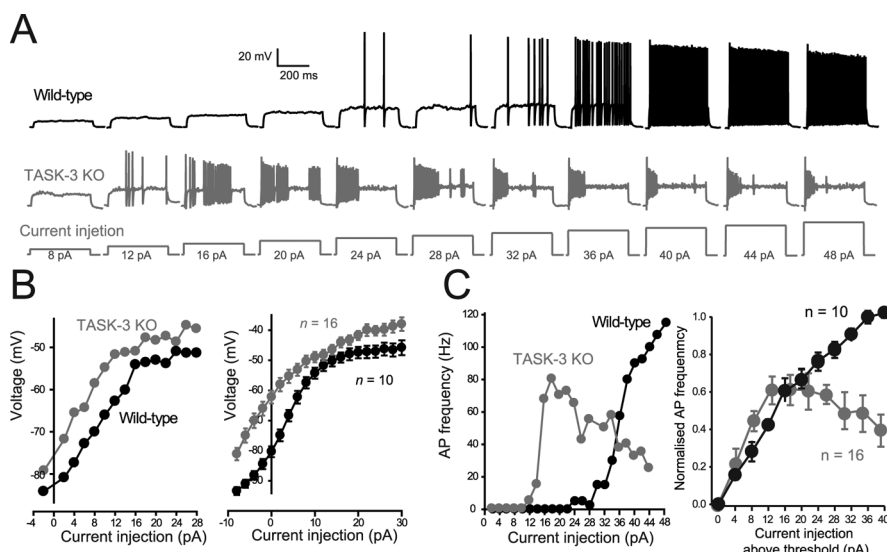 A
20 mV
200 ms
Wild-type
TASK-3 KO
Current injetion
8 pA 12 pA 16 pA 20 pA 24 pA 28 pA 32 pA 36 pA 40 pA 44 pA 48 pA
B
TASK-3 KO
Wild-type
Voltage (mV)
-50
-60
-70
-80
-4 0 4 8 12 16 20 24 28
Current injection (pA)
n = 16
n = 10
Voltage (mV)
-40
-50
-60
-70
-80
-90
-10 0 10 20 30
Current injection (pA)
C
Wild-type
TASK-3 KO
AP frequency (Hz)
120
100
80
60
40
20
0
0 4 8 12 16 20 24 28 32 36 40 44 48
Current injection (pA)
n = 10
n = 16
Normalised AP frequenmcy
1.0
0.8
0.6
0.4
0.2
0.0
0 4 8 12 16 20 24 28 32 36 40
Current injection
above threshold (pA)